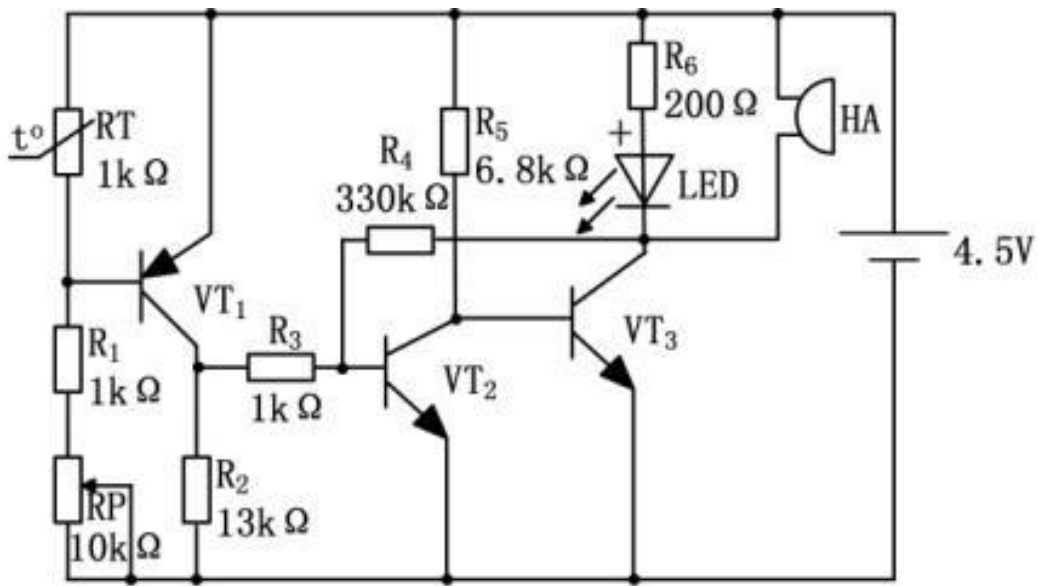 t°
RT
1kΩ
R₁
1kΩ
RP
10kΩ
VT₁
R₂
13kΩ
R₃
1kΩ
R₄
330kΩ
VT₂
R₅
6.8kΩ
R₆
200Ω
+
LED
VT₃
HA
4.5V